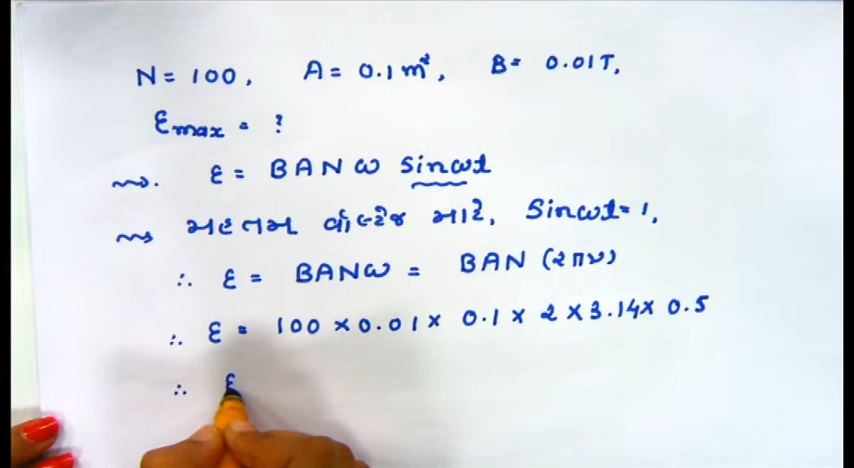 N = 100, A = 0.1 m², B = 0.01T,
Ɛmax = ?
⇝. Ɛ = BANω sinωt
⇝ મહત્તમ વોલ્ટેજ માટે, Sinωt = 1,
∴ Ɛ = BANω = BAN (2πν)
∴ Ɛ = 100 × 0.01 × 0.1 × 2 × 3.14 × 0.5
∴ Ɛ